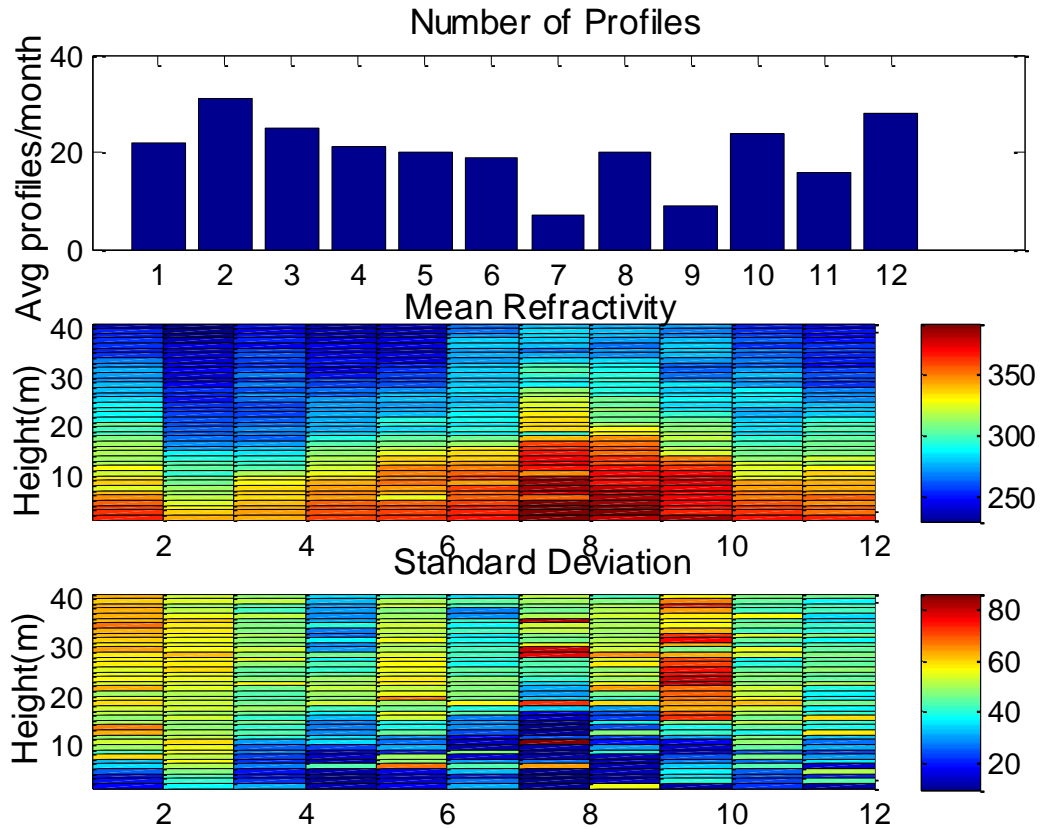 Number of Profiles
Avg profiles/month
40
20
0
1 2 3 4 5 6 7 8 9 10 11 12
Mean Refractivity
Height(m)
40
30
20
10
2 4 6 8 10 12
350
300
250
Standard Deviation
Height(m)
40
30
20
10
2 4 6 8 10 12
80
60
40
20